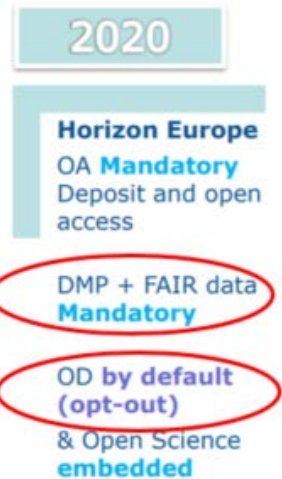 2020
Horizon Europe
OA Mandatory
Deposit and open
access
DMP + FAIR data
Mandatory
OD by default
(opt-out)
& Open Science
embedded